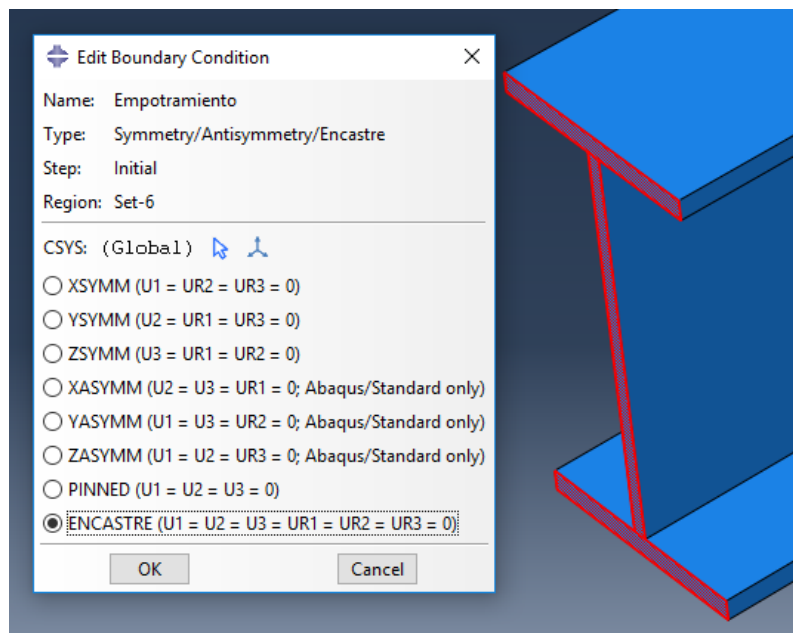 Edit Boundary Condition
Name: Empotramiento
Type: Symmetry/Antisymmetry/Encastre
Step: Initial
Region: Set-6
CSYS: (Global)
XSYMM (U1 = UR2 = UR3 = 0)
YSYMM (U2 = UR1 = UR3 = 0)
ZSYMM (U3 = UR1 = UR2 = 0)
XASYMM (U2 = U3 = UR1 = 0; Abaqus/Standard only)
YASYMM (U1 = U3 = UR2 = 0; Abaqus/Standard only)
ZASYMM (U1 = U2 = UR3 = 0; Abaqus/Standard only)
PINNED (U1 = U2 = U3 = 0)
ENCASTRE (U1 = U2 = U3 = UR1 = UR2 = UR3 = 0)
OK Cancel